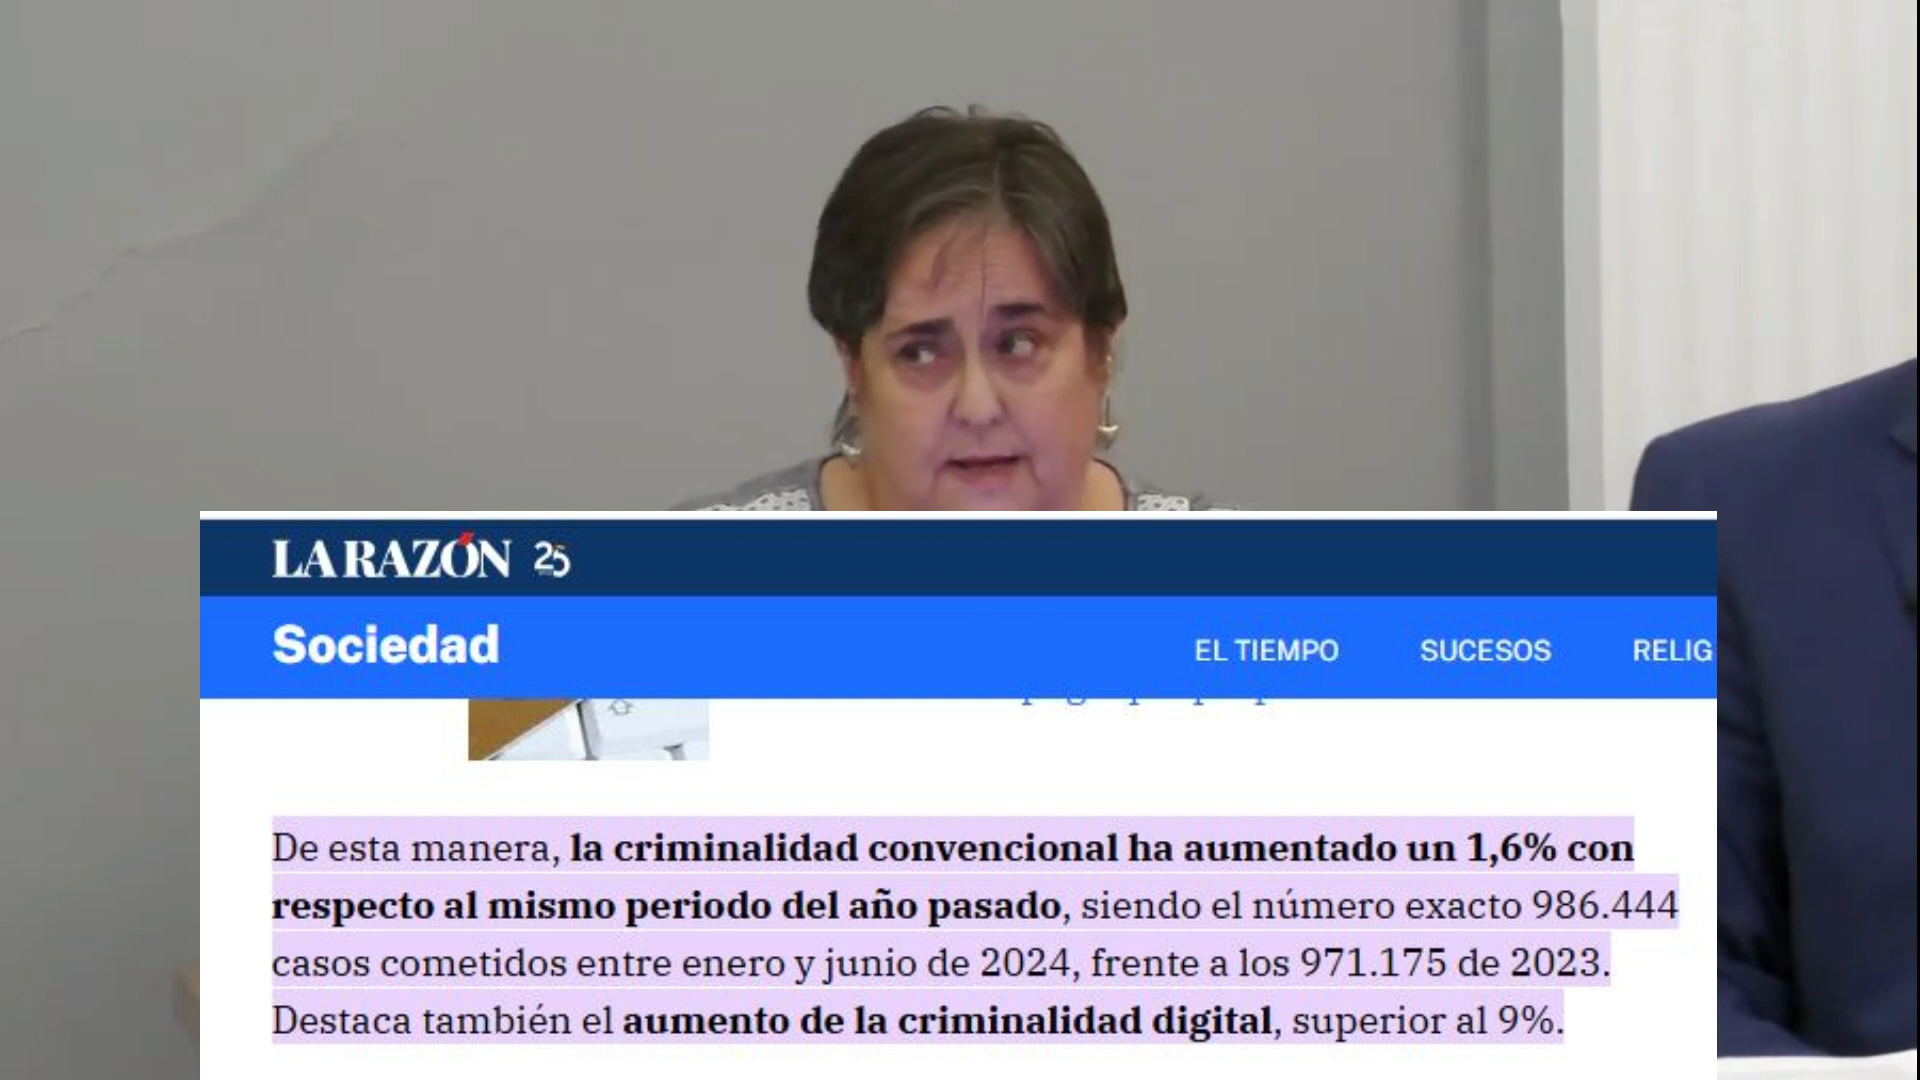 LA RAZÓN 25
Sociedad
EL TIEMPO SUCESOS RELIG
De esta manera, la criminalidad convencional ha aumentado un 1,6% con
respecto al mismo periodo del año pasado, siendo el número exacto 986.444
casos cometidos entre enero y junio de 2024, frente a los 971.175 de 2023.
Destaca también el aumento de la criminalidad digital, superior al 9%.